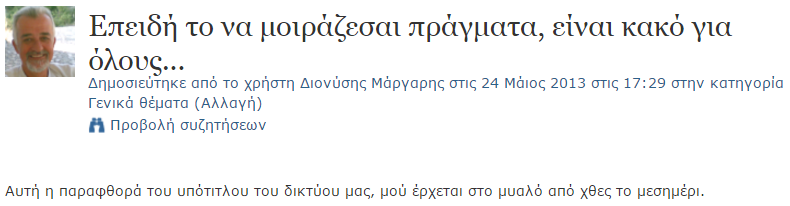 Επειδή το να μοιράζεσαι πράγματα, είναι κακό για
όλους...
Δημοσιεύτηκε από το χρήστη Διονύσης Μάργαρης στις 24 Μάιος 2013 στις 17:29 στην κατηγορία
Γενικά θέματα (Αλλαγή)
Προβολή συζητήσεων
Αυτή η παραφθορά του υπότιτλου του δικτύου μας, μού έρχεται στο μυαλό από χθες το μεσημέρι.